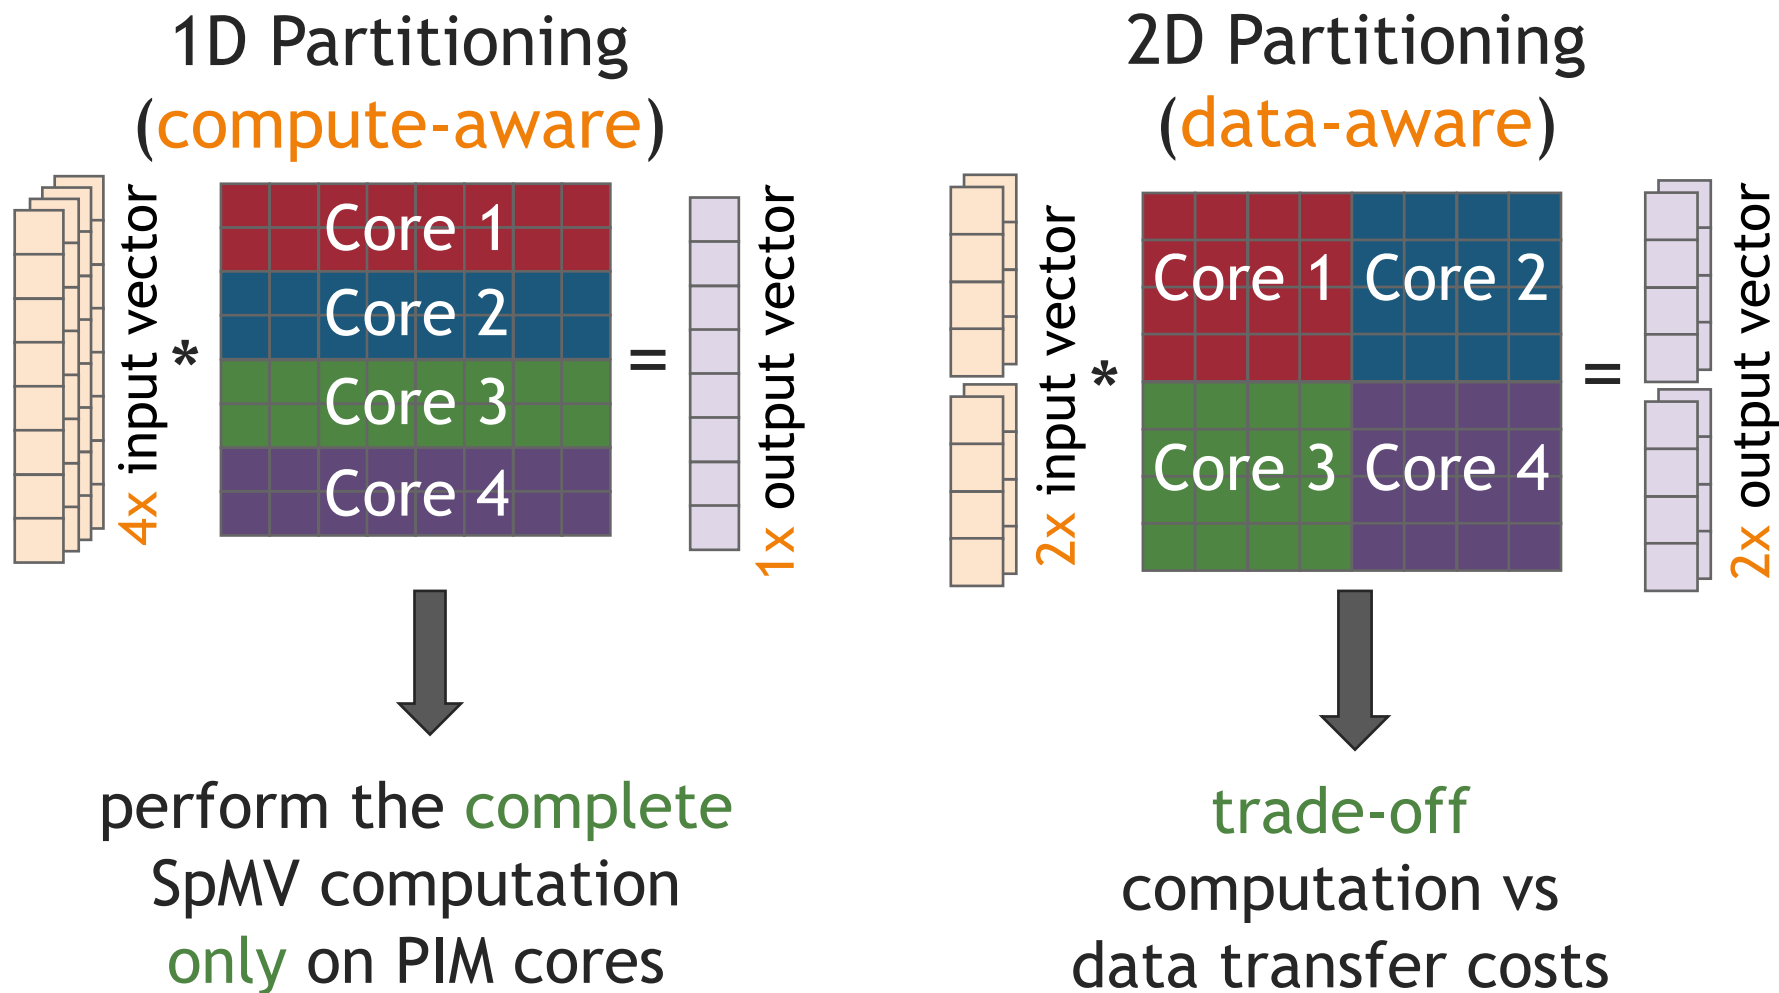 1D Partitioning
(compute-aware)
4x input vector
*
Core 1
Core 2
Core 3
Core 4
=
1x output vector
perform the complete
SpMV computation
only on PIM cores
2D Partitioning
(data-aware)
2x input vector
*
Core 1 Core 2
Core 3 Core 4
=
2x output vector
trade-off
computation vs
data transfer costs